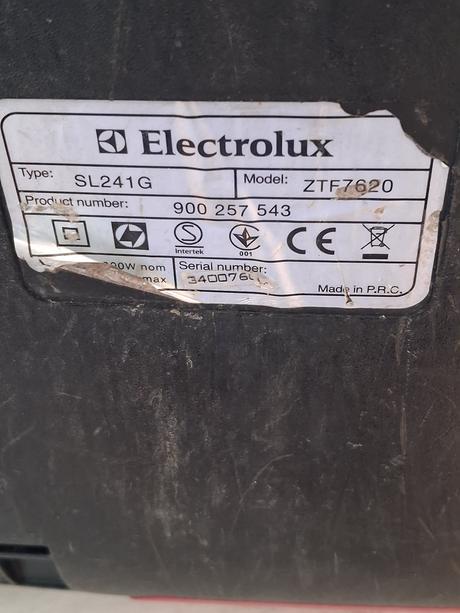 Electrolux
Type: SL241G Model: ZTF7620
Product number: 900 257 543
Intertek 001 CE
00W nom Serial number:
max Made in P.R.C.